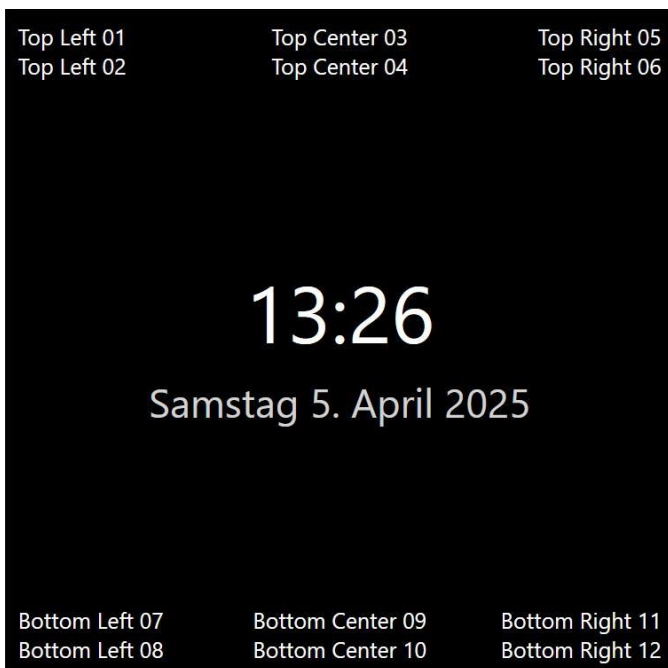 Top Left 01 Top Center 03 Top Right 05
Top Left 02 Top Center 04 Top Right 06
13:26
Samstag 5. April 2025
Bottom Left 07 Bottom Center 09 Bottom Right 11
Bottom Left 08 Bottom Center 10 Bottom Right 12